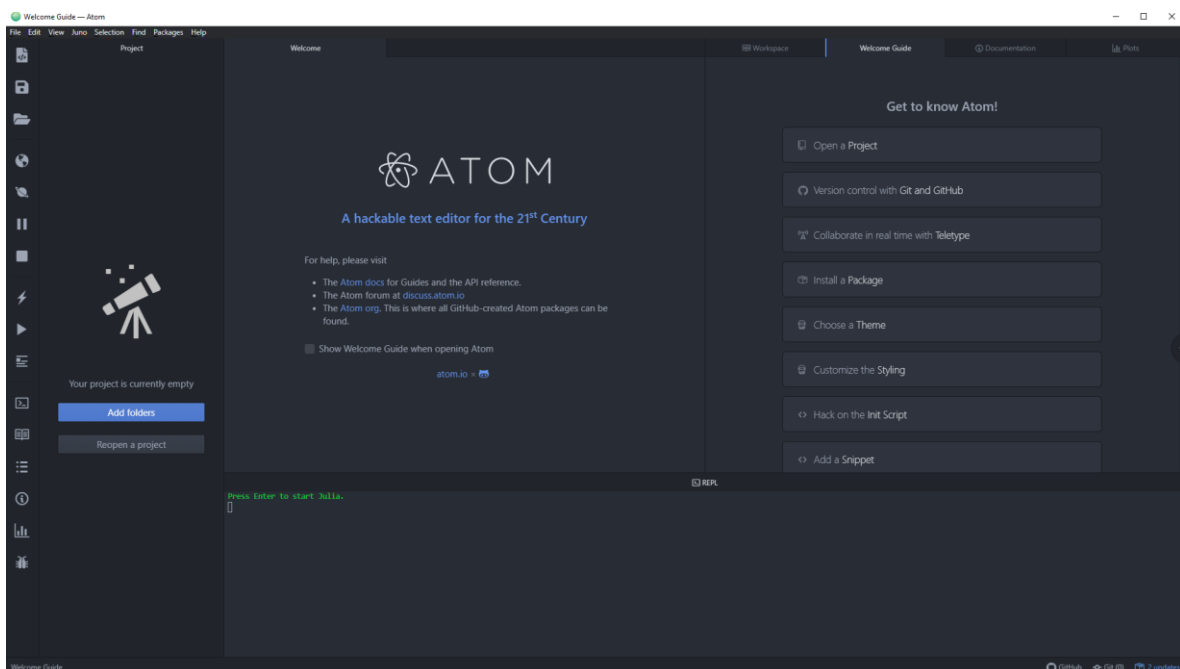 Welcome Guide — Atom
File Edit View Juno Selection Find Packages Help
Project
Welcome
Workspace
Welcome Guide
Documentation
Plots
ATOM
A hackable text editor for the 21st Century
For help, please visit
• The Atom docs for Guides and the API reference.
• The Atom forum at discuss.atom.io
• The Atom org. This is where all GitHub-created Atom packages can be
found.
Show Welcome Guide when opening Atom
atom.io ×
Your project is currently empty
Add folders
Reopen a project
Get to know Atom!
Open a Project
Version control with Git and GitHub
Collaborate in real time with Teletype
Install a Package
Choose a Theme
Customize the Styling
Hack on the Init Script
Add a Snippet
REPL
Press Enter to start Julia.
Welcome Guide
GitHub
Git (0)
2 updates